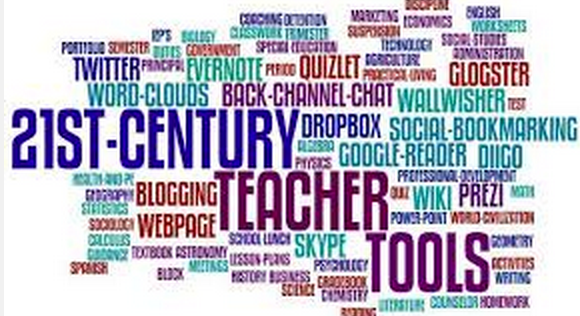 DISCIPLINE
MARKETING ENGLISH
COACHING DETENTION ECONOMICS WORKSHEETS
IEP'S BIOLOGY CLASSWORK TRIMESTER SUSPENSION
PORTFOLIO SEMESTER DUTIES GOVERNMENT SPECIAL EDUCATION TECHNOLOGY SOCIAL-STUDIES
ADMINISTRATION
TWITTER PRINCIPAL EVERNOTE PERIOD QUIZLET AGRICULTURE
PRACTICAL-LIVING GLOGSTER
WORD-CLOUDS BACK-CHANNEL-CHAT WALLWISHER TEST
21ST-CENTURY DROPBOX SOCIAL-BOOKMARKING
ALGEBRA
PHYSICS GOOGLE-READER DIIGO
HEALTH-AND-PE PROFESSIONAL-DEVELOPMENT
GEOGRAPHY BLOGGING TEACHER QUIZ WIKI PREZI MATH
STATISTICS
SOCIOLOGY WEBPAGE POWER-POINT WORLD-CIVILIZATION
CALCULUS SCHOOL LUNCH SKYPE TOOLS GEOMETRY
GUIDANCE TEXTBOOK ASTRONOMY LESSON-PLANS
SPANISH BLOCK MEETINGS PSYCHOLOGY ACTIVITIES
HISTORY BUSINESS GRADEBOOK WRITING
SCIENCE CHEMISTRY
LITERATURE COUNSELOR HOMEWORK
READING